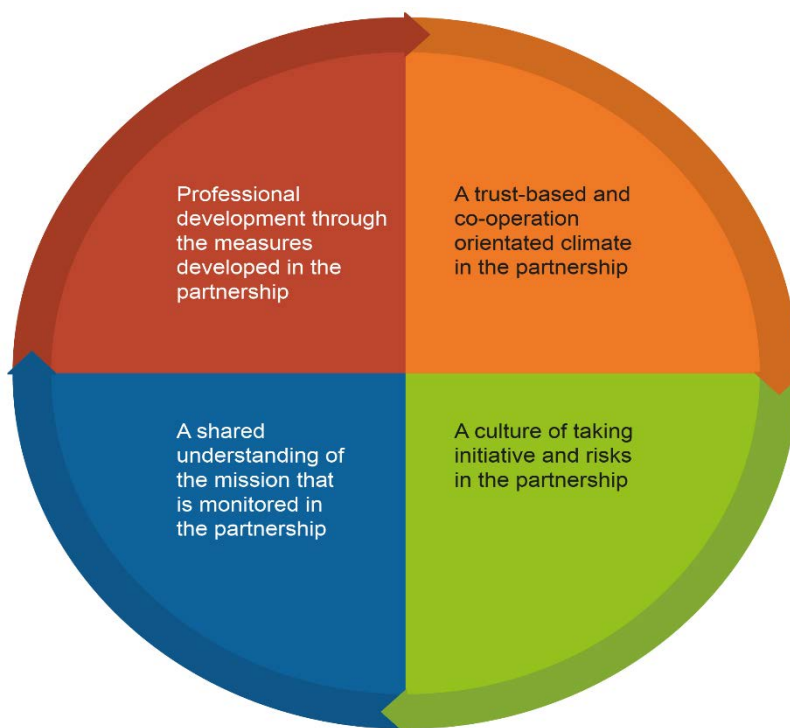 Professional
development through
the measures
developed in the
partnership
A trust-based and
co-operation
orientated climate
in the partnership
A shared
understanding of
the mission that
is monitored in
the partnership
A culture of taking
initiative and risks
in the partnership